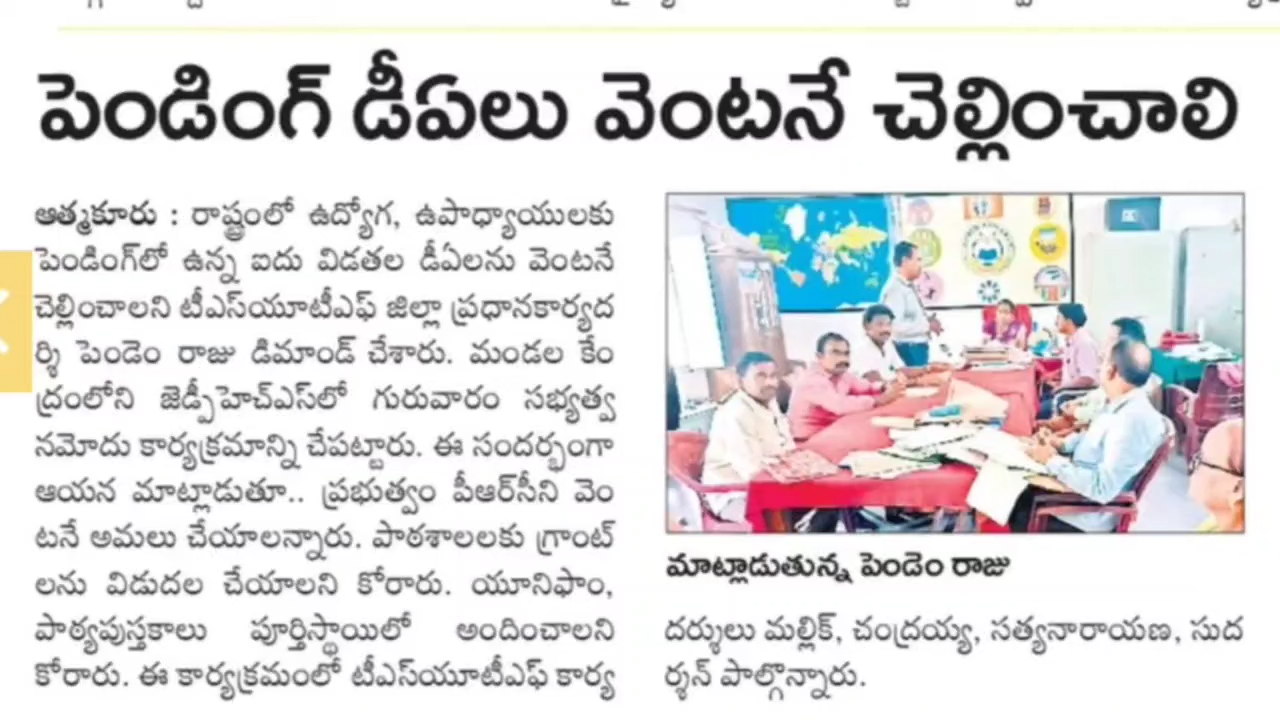 పెండింగ్ డీఏలు వెంటనే చెల్లించాలి
ఆత్మకూరు : రాష్ట్రంలో ఉద్యోగ, ఉపాధ్యాయులకు
పెండింగ్‌లో ఉన్న ఐదు విడతల డీఏలను వెంటనే
చెల్లించాలని టీఎస్‌యూటీఎఫ్ జిల్లా ప్రధానకార్యద
ర్శి పెండెం రాజు డిమాండ్ చేశారు. మండల కేం
ద్రంలోని జెడ్పీహెచ్ఎస్‌లో గురువారం సభ్యత్వ
నమోదు కార్యక్రమాన్ని చేపట్టారు. ఈ సందర్భంగా
ఆయన మాట్లాడుతూ.. ప్రభుత్వం పీఆర్‌సీని వెం
టనే అమలు చేయాలన్నారు. పాఠశాలలకు గ్రాంట్
లను విడుదల చేయాలని కోరారు. యూనిఫాం,
పాఠ్యపుస్తకాలు పూర్తిస్థాయిలో అందించాలని
కోరారు. ఈ కార్యక్రమంలో టీఎస్‌యూటీఎఫ్ కార్య
మాట్లాడుతున్న పెండెం రాజు
దర్శులు మల్లిక్, చంద్రయ్య, సత్యనారాయణ, సుద
ర్శన్ పాల్గొన్నారు.